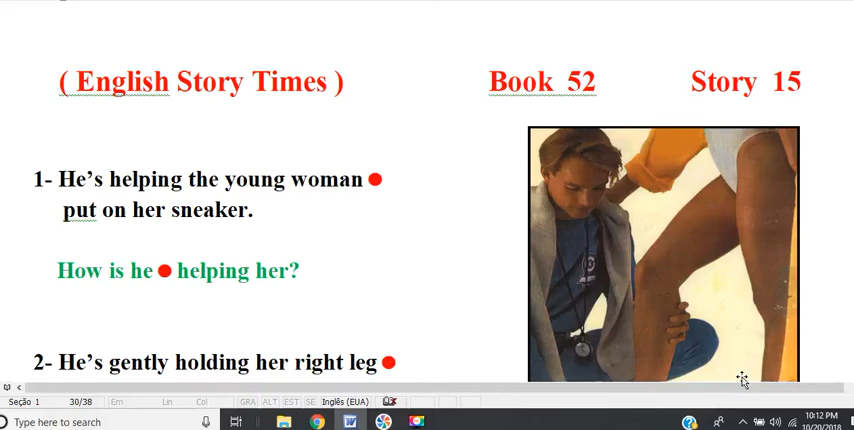 ( English Story Times ) Book 52 Story 15
1- He’s helping the young woman
put on her sneaker.
How is he helping her?
2- He’s gently holding her right leg
Seção 1 30/38 Em Lin Col GRA ALT EST SE Inglês (EUA)
Type here to search
10:12 PM
10/20/2018